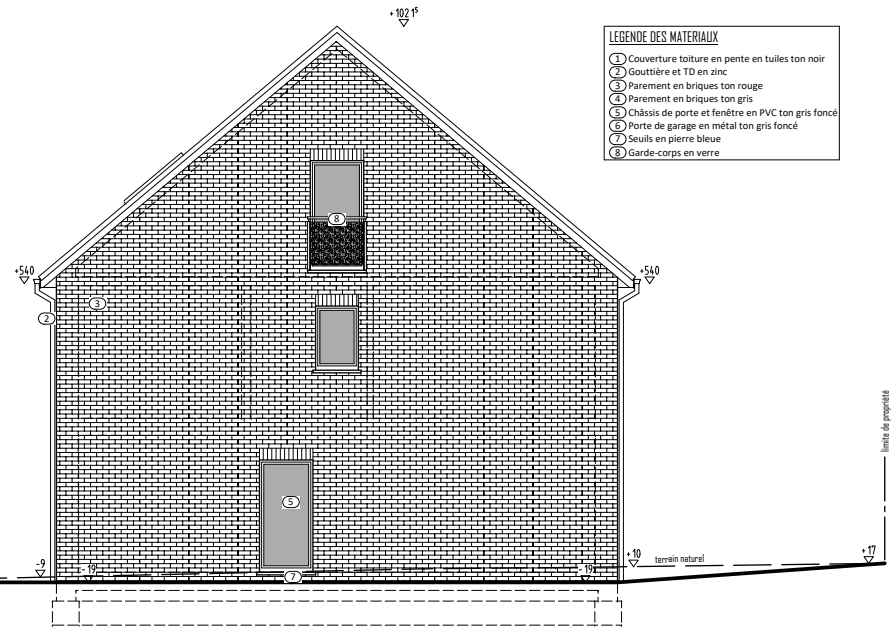 + 1021⁵
LEGENDE DES MATERIAUX
1 Couverture toiture en pente en tuiles ton noir
2 Gouttière et TD en zinc
3 Parement en briques ton rouge
4 Parement en briques ton gris
5 Châssis de porte et fenêtre en PVC ton gris foncé
6 Porte de garage en métal ton gris foncé
7 Seuils en pierre bleue
8 Garde-corps en verre
8
+540
+540
3
2
limite de propriété
5
-9
- 19
7
- 19
+ 10
terrain naturel
+ 17